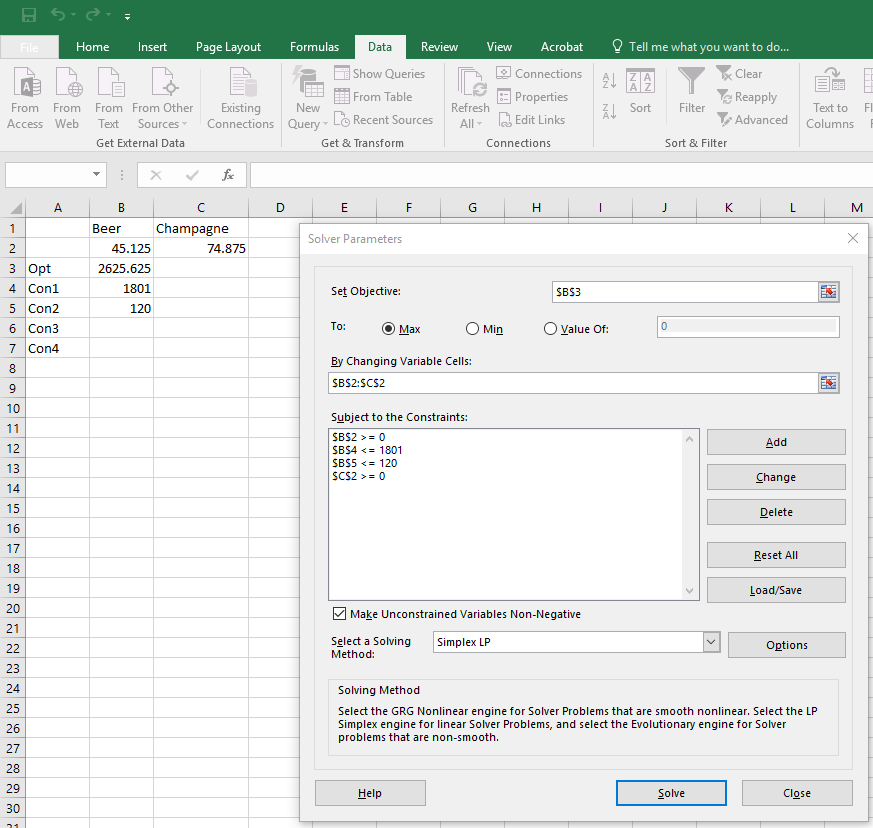 File Home Insert Page Layout Formulas Data Review View Acrobat Tell me what you want to do...
From Access
From Web
From Text
From Other Sources
Existing Connections
Get External Data
New Query
Show Queries
From Table
Recent Sources
Get & Transform
Refresh All
Connections
Properties
Edit Links
Connections
Sort
Filter
Clear
Reapply
Advanced
Sort & Filter
Text to Columns
fx
A B C D E F G H I J K L M
1 Beer Champagne
2 45.125 74.875
3 Opt 2625.625
4 Con1 1801
5 Con2 120
6 Con3
7 Con4
8
9
10
11
12
13
14
15
16
17
18
19
20
21
22
23
24
25
26
27
28
29
30
31
Solver Parameters
Set Objective: $B$3
To: Max Min Value Of: 0
By Changing Variable Cells:
$B$2:$C$2
Subject to the Constraints:
$B$2 >= 0
$B$4 <= 1801
$B$5 <= 120
$C$2 >= 0
Add
Change
Delete
Reset All
Load/Save
Make Unconstrained Variables Non-Negative
Select a Solving Method: Simplex LP Options
Solving Method
Select the GRG Nonlinear engine for Solver Problems that are smooth nonlinear. Select the LP
Simplex engine for linear Solver Problems, and select the Evolutionary engine for Solver
problems that are non-smooth.
Help Solve Close